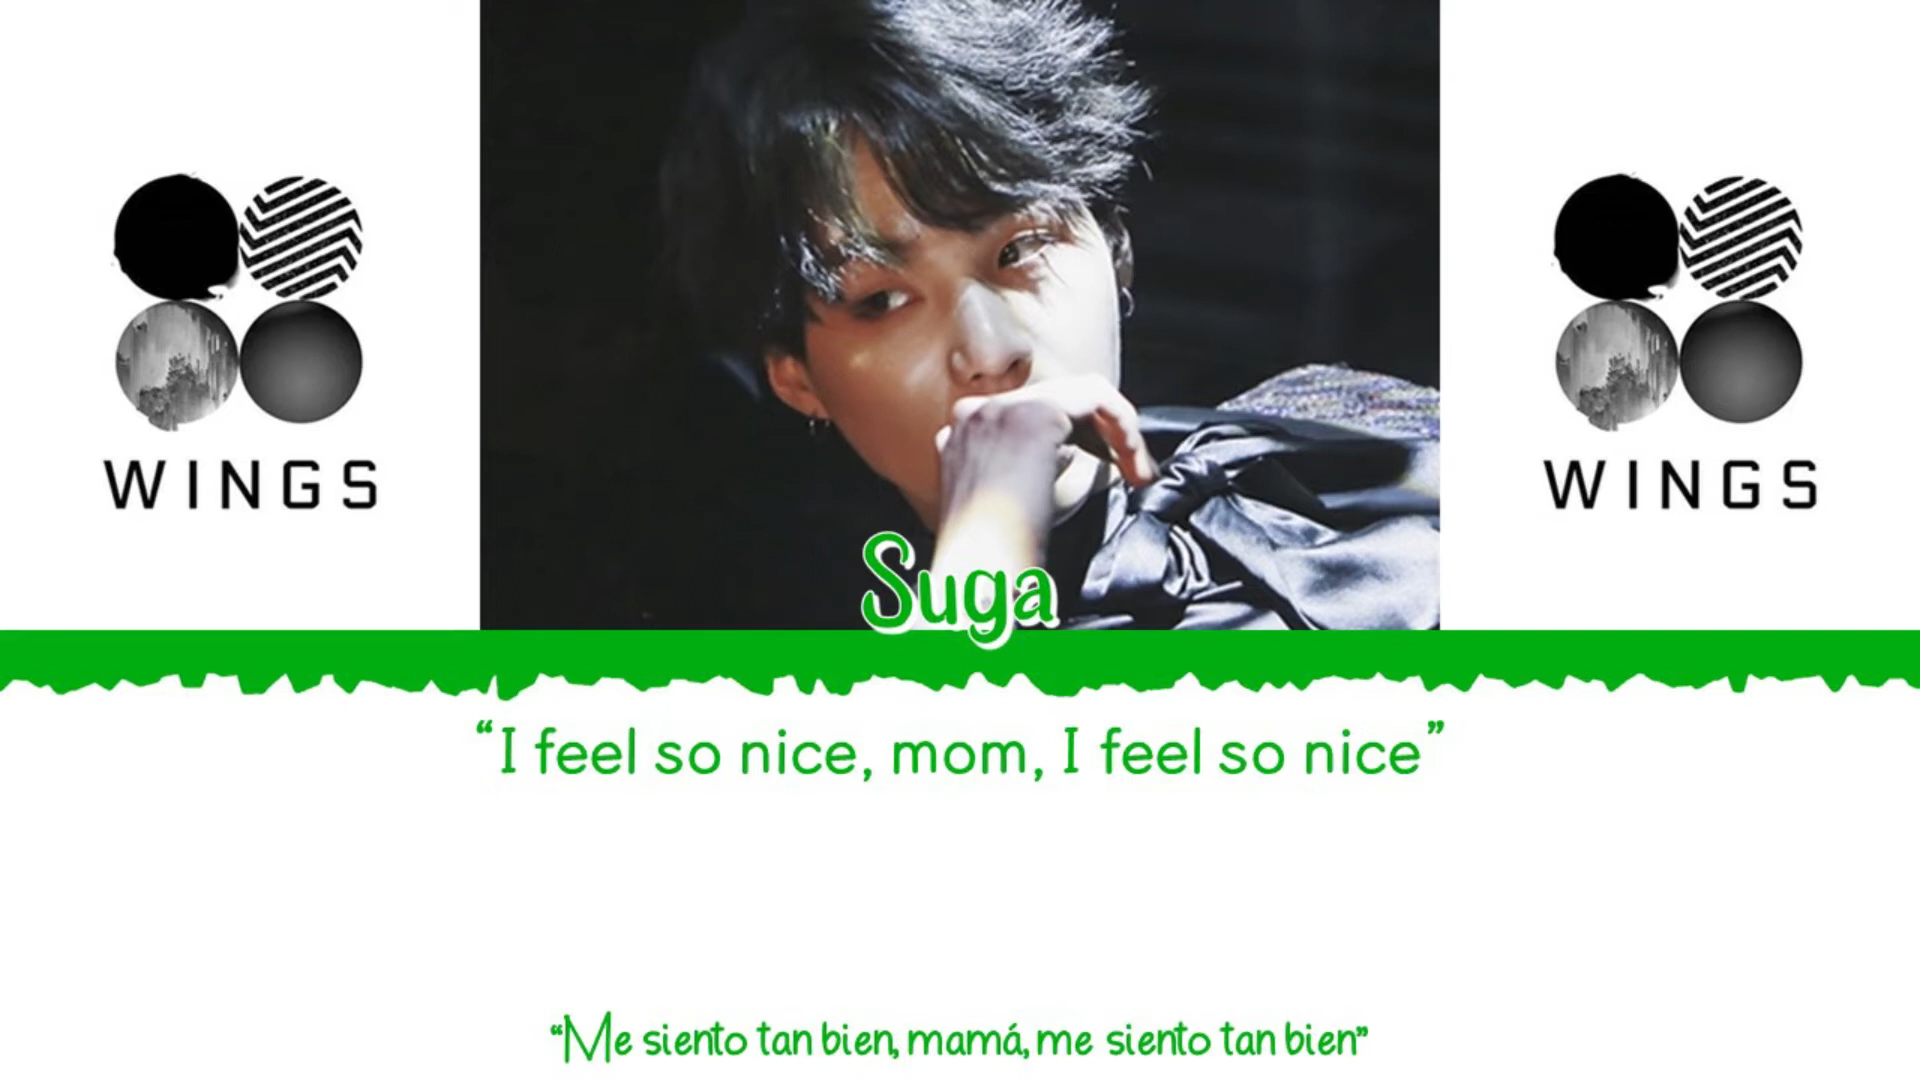 WINGS
WINGS
Suga
“I feel so nice, mom, I feel so nice”
“Me siento tan bien, mamá, me siento tan bien”